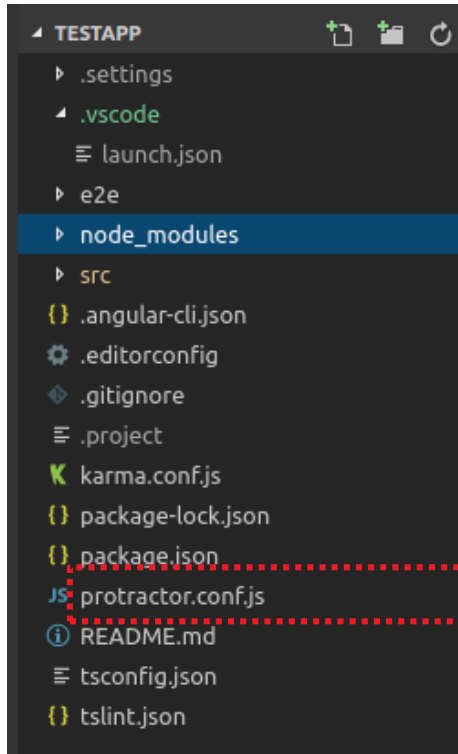 TESTAPP
.settings
.vscode
launch.json
e2e
node_modules
src
{} .angular-cli.json
.editorconfig
.gitignore
.project
karma.conf.js
{} package-lock.json
{} package.json
JS protractor.conf.js
README.md
tsconfig.json
{} tslint.json